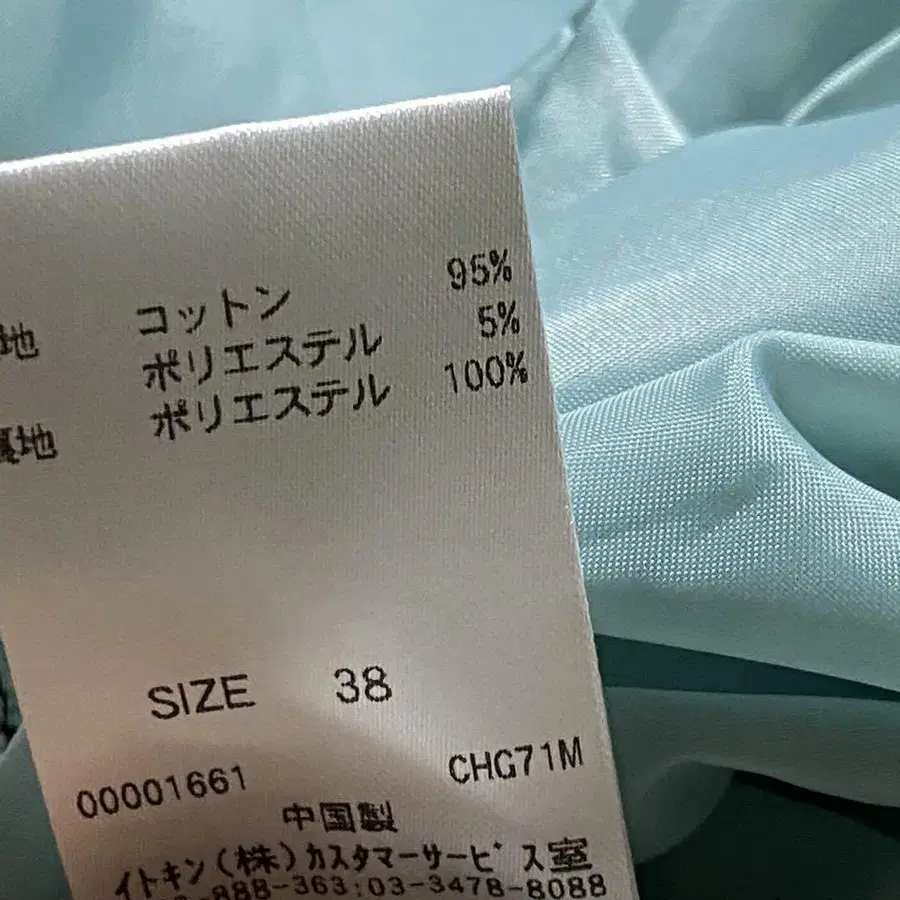 地 コットン 95%
ポリエステル 5%
裏地 ポリエステル 100%
SIZE 38
00001661 CHG71M
中国製
イトキン(株)カスタマーサービス室
888-363:03-3478-8088